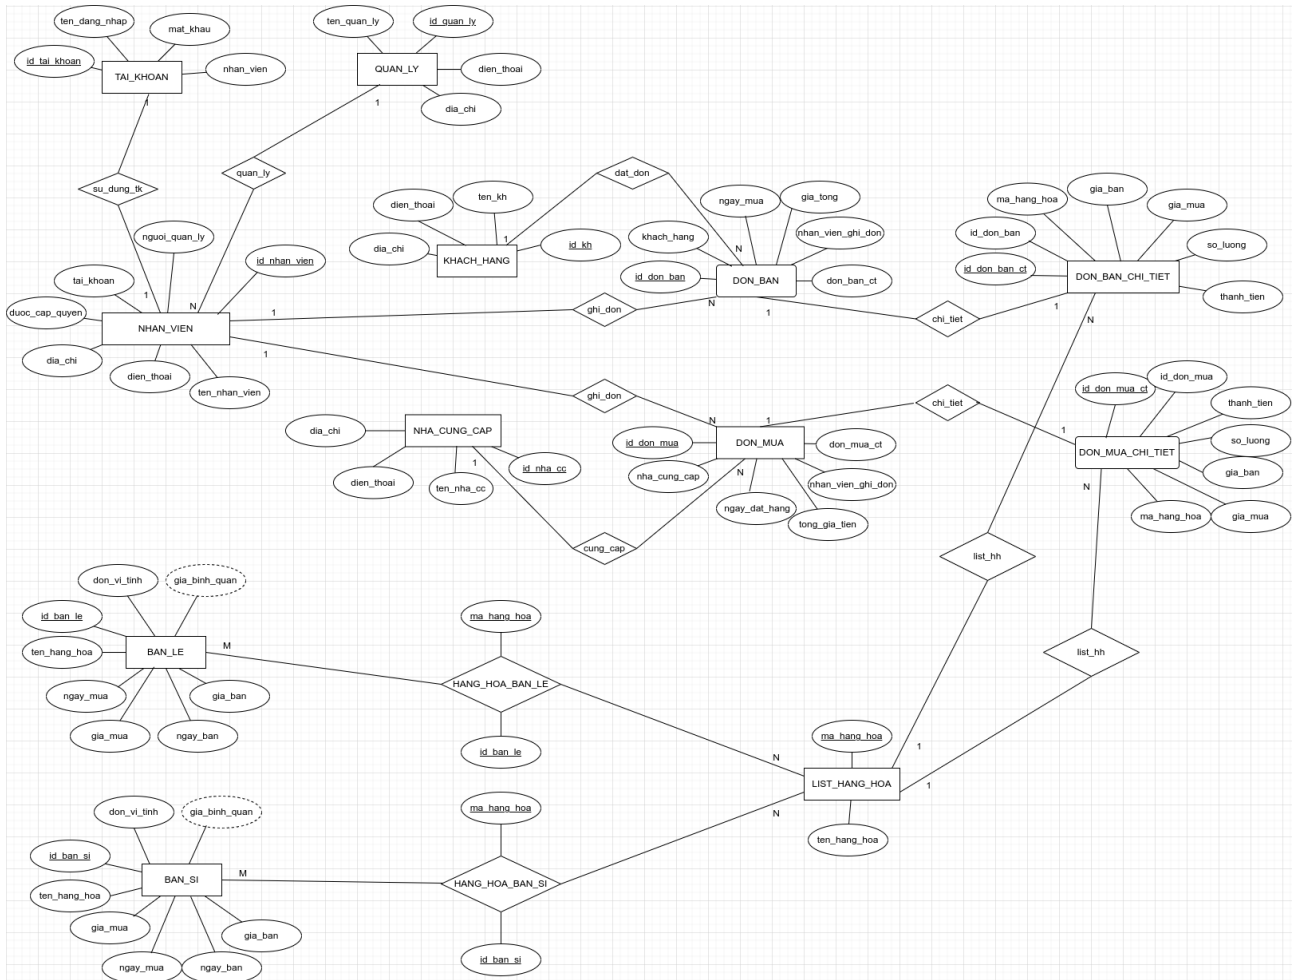 ten_dang_nhap
mat_khau
id_tai_khoan
nhan_vien
TAI_KHOAN
1
su_dung_tk
ten_quan_ly
id_quan_ly
QUAN_LY
dien_thoai
dia_chi
1
quan_ly
nguoi_quan_ly
id_nhan_vien
tai_khoan
1
N
duoc_cap_quyen
NHAN_VIEN
dia_chi
dien_thoai
ten_nhan_vien
1
1
dat_don
dien_thoai
ten_kh
dia_chi
1
id_kh
KHACH_HANG
ngay_mua
gia_tong
khach_hang
nhan_vien_ghi_don
N
id_don_ban
DON_BAN
don_ban_ct
N
1
ghi_don
chi_tiet
ma_hang_hoa
gia_ban
gia_mua
id_don_ban
so_luong
id_don_ban_ct
DON_BAN_CHI_TIET
thanh_tien
1
N
ghi_don
chi_tiet
NHA_CUNG_CAP
dia_chi
1
id_nha_cc
dien_thoai
ten_nha_cc
N
1
id_don_mua
DON_MUA
don_mua_ct
nha_cung_cap
N
nhan_vien_ghi_don
ngay_dat_hang
tong_gia_tien
cung_cap
id_don_mua_ct
id_don_mua
thanh_tien
1
so_luong
DON_MUA_CHI_TIET
gia_ban
N
ma_hang_hoa
gia_mua
list_hh
list_hh
don_vi_tinh
gia_binh_quan
id_ban_le
ten_hang_hoa
BAN_LE
M
ngay_mua
gia_ban
gia_mua
ngay_ban
ma_hang_hoa
HANG_HOA_BAN_LE
id_ban_le
N
ma_hang_hoa
1
LIST_HANG_HOA
1
N
ten_hang_hoa
don_vi_tinh
gia_binh_quan
id_ban_si
BAN_SI
M
ten_hang_hoa
gia_mua
gia_ban
ngay_mua
ngay_ban
ma_hang_hoa
HANG_HOA_BAN_SI
id_ban_si